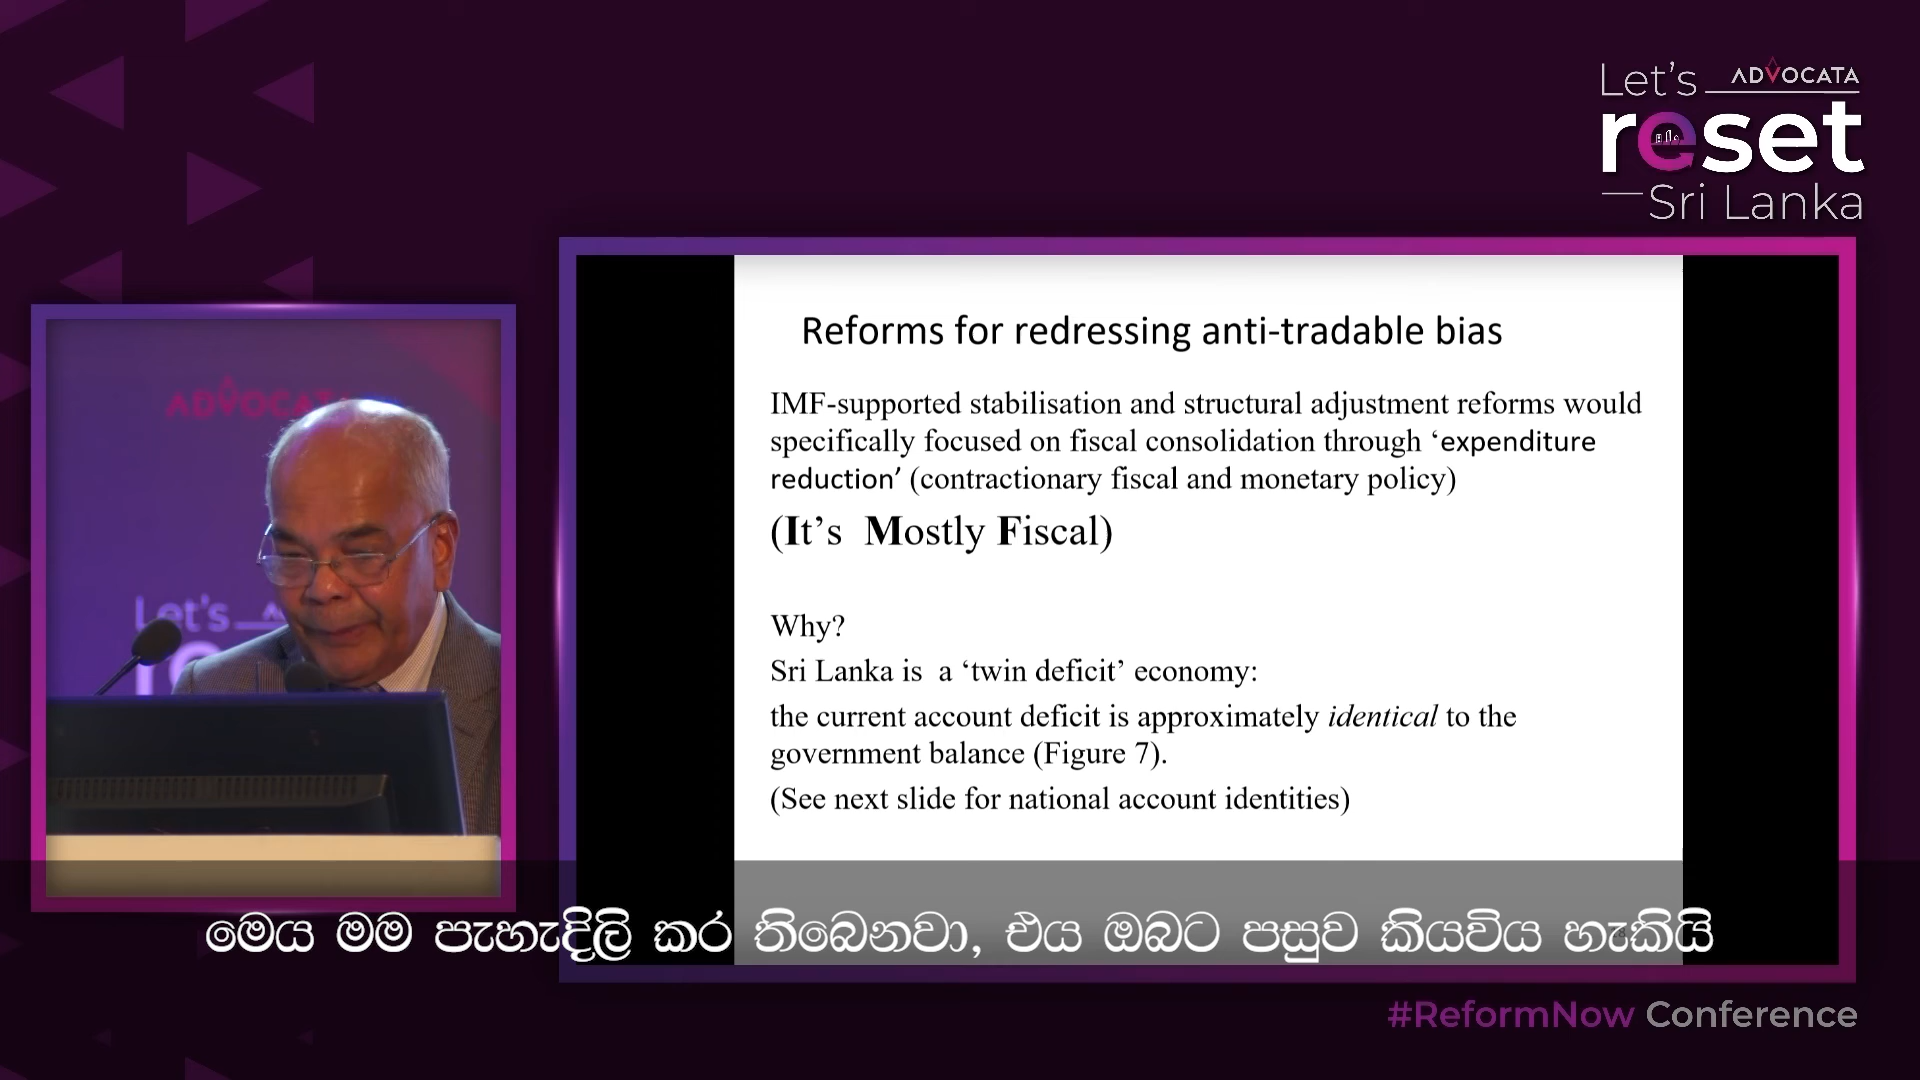 Let's ADVOCATA
reset
Sri Lanka
ADVOCATA
Let's
Reforms for redressing anti-tradable bias
IMF-supported stabilisation and structural adjustment reforms would
specifically focused on fiscal consolidation through ‘expenditure
reduction’ (contractionary fiscal and monetary policy)
(It’s Mostly Fiscal)
Why?
Sri Lanka is a ‘twin deficit’ economy:
the current account deficit is approximately identical to the
government balance (Figure 7).
(See next slide for national account identities)
මෙය මම පැහැදිලි කර තිබෙනවා, එය ඔබට පසුව කියවිය හැකියි
#ReformNow Conference